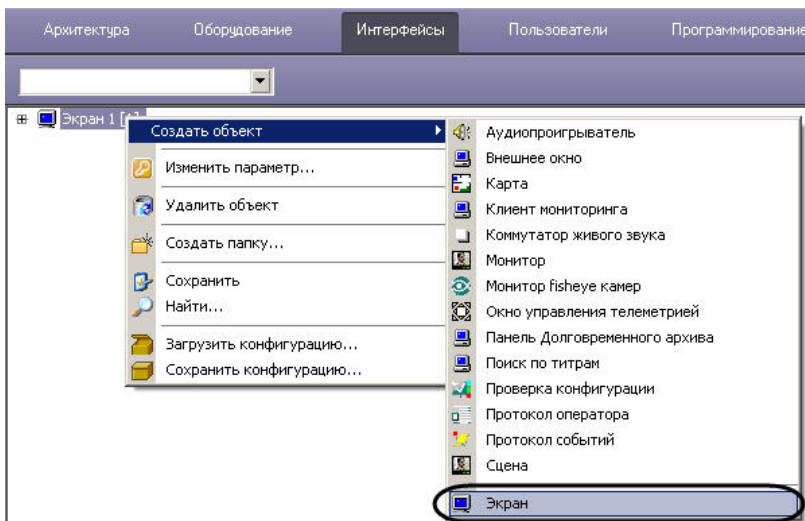 Архитектура Оборудование Интерфейсы Пользователи Программирование
Экран 1 [1]
Создать объект
Изменить параметр...
Удалить объект
Создать папку...
Сохранить
Найти...
Загрузить конфигурацию...
Сохранить конфигурацию...
Аудиопроигрыватель
Внешнее окно
Карта
Клиент мониторинга
Коммутатор живого звука
Монитор
Монитор fisheye камер
Окно управления телеметрией
Панель Долговременного архива
Поиск по титрам
Проверка конфигурации
Протокол оператора
Протокол событий
Сцена
Экран